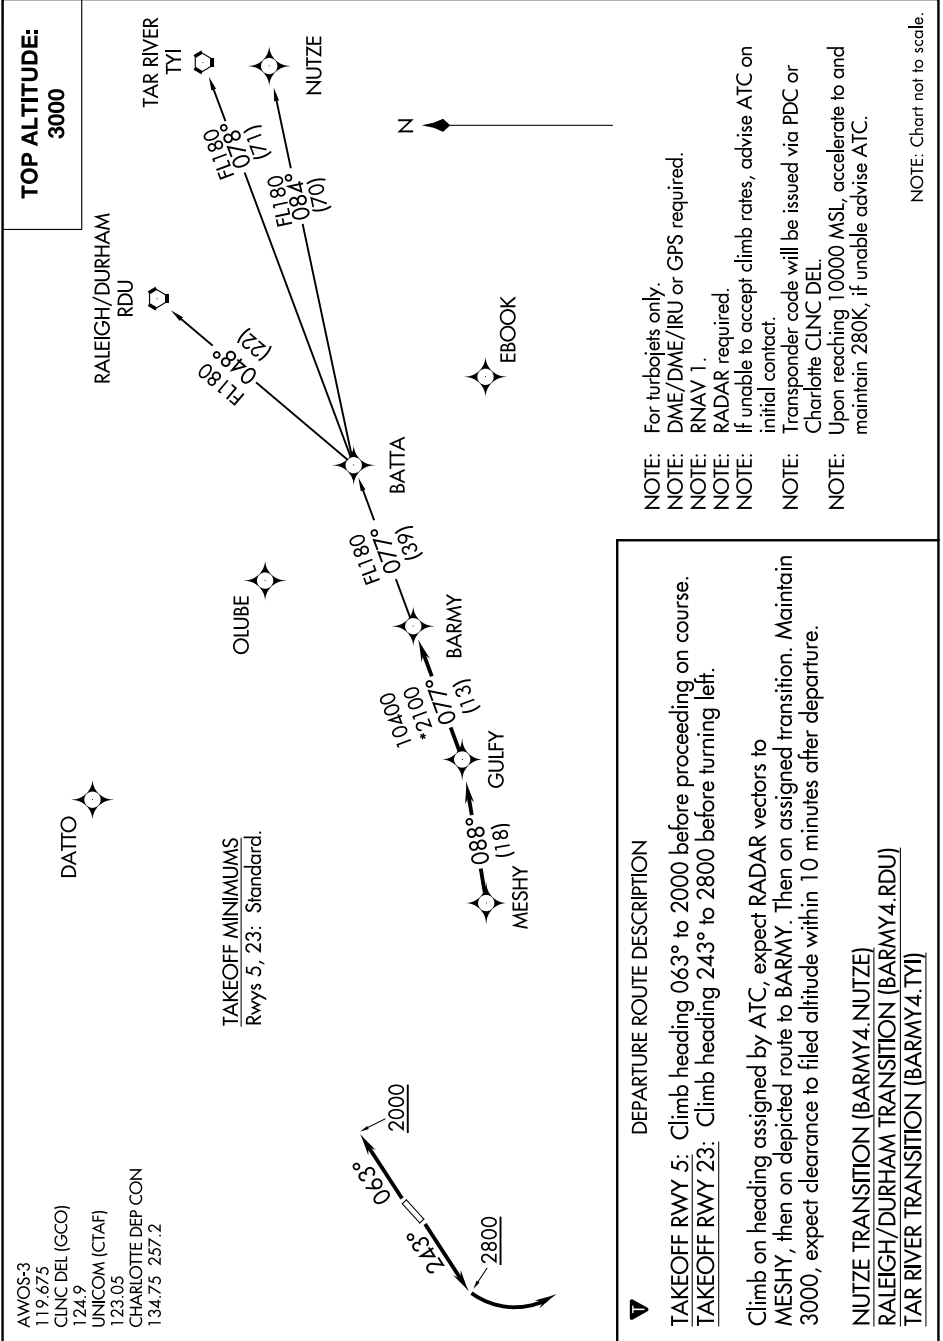 AWOS-3
119.675
CLNC DEL (GCO)
124.9
UNICOM (CTAF)
123.05
CHARLOTTE DEP CON
134.75 257.2
TOP ALTITUDE:
3000
DATTO
OLUBE
RALEIGH/DURHAM
RDU
TAR RIVER
TYI
NUTZE
FL180
048°
(22)
FL180
078°
(71)
FL180
084°
(70)
TAKEOFF MINIMUMS
Rwys 5, 23: Standard.
063°
2000
243°
2800
MESHY
088°
(18)
GULFY
10400
*2100
077°
(13)
BARMY
FL180
077°
(39)
BATTA
EBOOK
N
NOTE: For turbojets only.
NOTE: DME/DME/IRU or GPS required.
NOTE: RNAV 1.
NOTE: RADAR required.
NOTE: If unable to accept climb rates, advise ATC on
initial contact.
NOTE: Transponder code will be issued via PDC or
Charlotte CLNC DEL.
NOTE: Upon reaching 10000 MSL, accelerate to and
maintain 280K, if unable advise ATC.
NOTE: Chart not to scale.
T
DEPARTURE ROUTE DESCRIPTION
TAKEOFF RWY 5: Climb heading 063° to 2000 before proceeding on course.
TAKEOFF RWY 23: Climb heading 243° to 2800 before turning left.
Climb on heading assigned by ATC, expect RADAR vectors to
MESHY, then on depicted route to BARMY. Then on assigned transition. Maintain
3000, expect clearance to filed altitude within 10 minutes after departure.
NUTZE TRANSITION (BARMY4.NUTZE)
RALEIGH/DURHAM TRANSITION (BARMY4.RDU)
TAR RIVER TRANSITION (BARMY4.TYI)